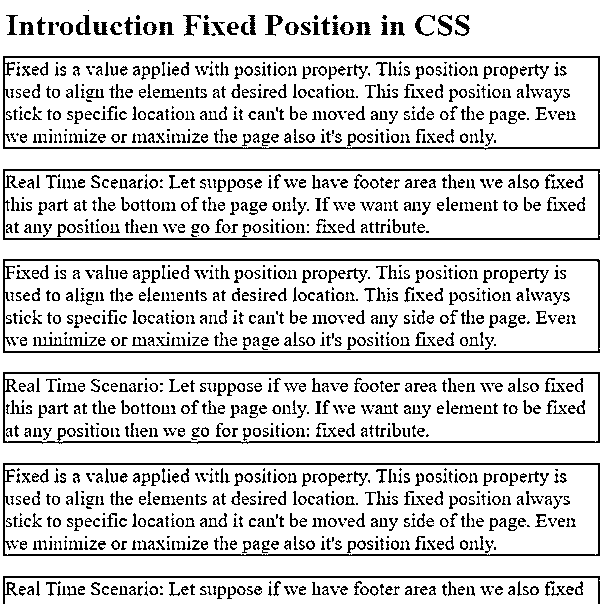 Introduction Fixed Position in CSS
Fixed is a value applied with position property. This position property is
used to align the elements at desired location. This fixed position always
stick to specific location and it can't be moved any side of the page. Even
we minimize or maximize the page also it's position fixed only.
Real Time Scenario: Let suppose if we have footer area then we also fixed
this part at the bottom of the page only. If we want any element to be fixed
at any position then we go for position: fixed attribute.
Fixed is a value applied with position property. This position property is
used to align the elements at desired location. This fixed position always
stick to specific location and it can't be moved any side of the page. Even
we minimize or maximize the page also it's position fixed only.
Real Time Scenario: Let suppose if we have footer area then we also fixed
this part at the bottom of the page only. If we want any element to be fixed
at any position then we go for position: fixed attribute.
Fixed is a value applied with position property. This position property is
used to align the elements at desired location. This fixed position always
stick to specific location and it can't be moved any side of the page. Even
we minimize or maximize the page also it's position fixed only.
Real Time Scenario: Let suppose if we have footer area then we also fixed